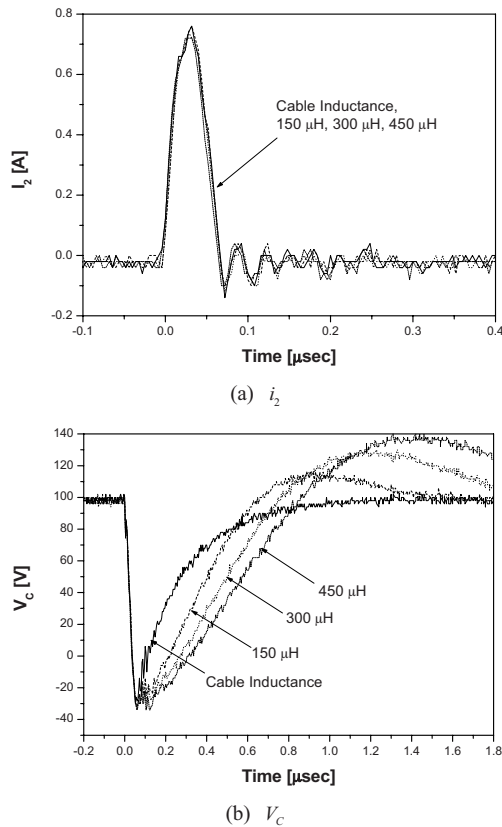 0.8
0.6
0.4
0.2
0.0
-0.2
I₂ [A]
Cable Inductance,
150 μH, 300 μH, 450 μH
-0.1 0.0 0.1 0.2 0.3 0.4
Time [μsec]
(a) i₂
140
120
100
80
60
40
20
0
-20
-40
V_C [V]
450 μH
300 μH
150 μH
Cable Inductance
-0.2 0.0 0.2 0.4 0.6 0.8 1.0 1.2 1.4 1.6 1.8
Time [μsec]
(b) V_C